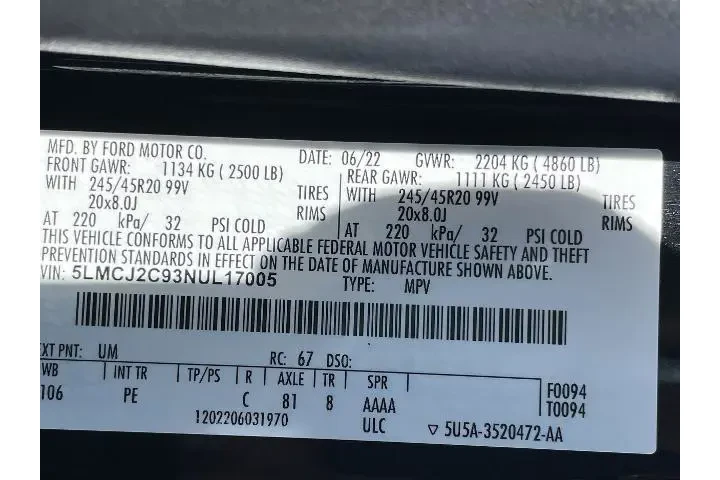 MFD. BY FORD MOTOR CO. DATE: 06/22 GVWR: 2204 KG ( 4860 LB)
FRONT GAWR: 1134 KG ( 2500 LB) REAR GAWR: 1111 KG ( 2450 LB)
WITH 245/45R20 99V TIRES WITH 245/45R20 99V TIRES
20x8.0J RIMS 20x8.0J RIMS
AT 220 kPa/ 32 PSI COLD AT 220 kPa/ 32 PSI COLD
THIS VEHICLE CONFORMS TO ALL APPLICABLE FEDERAL MOTOR VEHICLE SAFETY AND THEFT
PREVENTION STANDARDS IN EFFECT ON THE DATE OF MANUFACTURE SHOWN ABOVE.
VIN: 5LMCJ2C93NUL17005 TYPE: MPV
EXT PNT: UM RC: 67 DSO:
WB INT TR TP/PS R AXLE TR SPR F0094
106 PE C 81 8 AAAA T0094
1202206031970 ULC ▽ 5U5A-3520472-AA